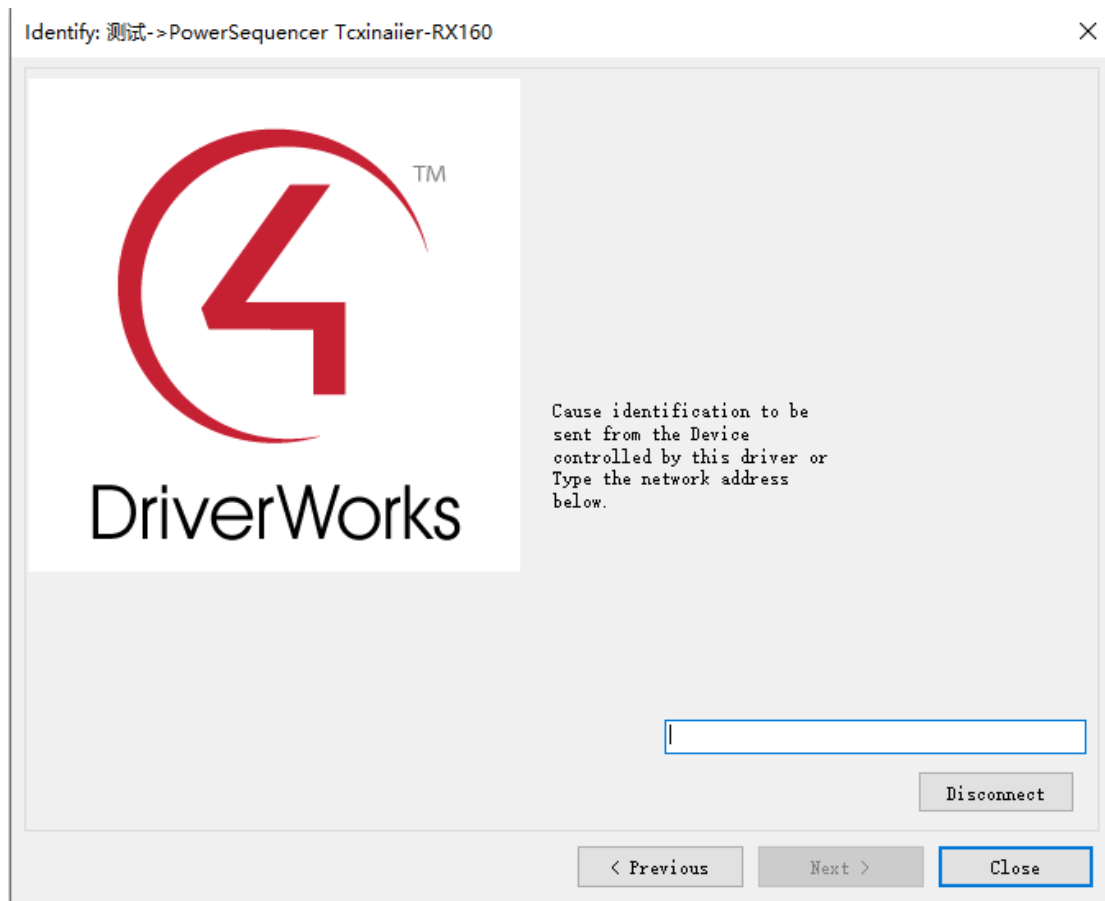 Identify: 测试->PowerSequencer Tcxinaiier-RX160
TM
4
DriverWorks
Cause identification to be
sent from the Device
controlled by this driver or
Type the network address
below.
Disconnect
< Previous
Next >
Close